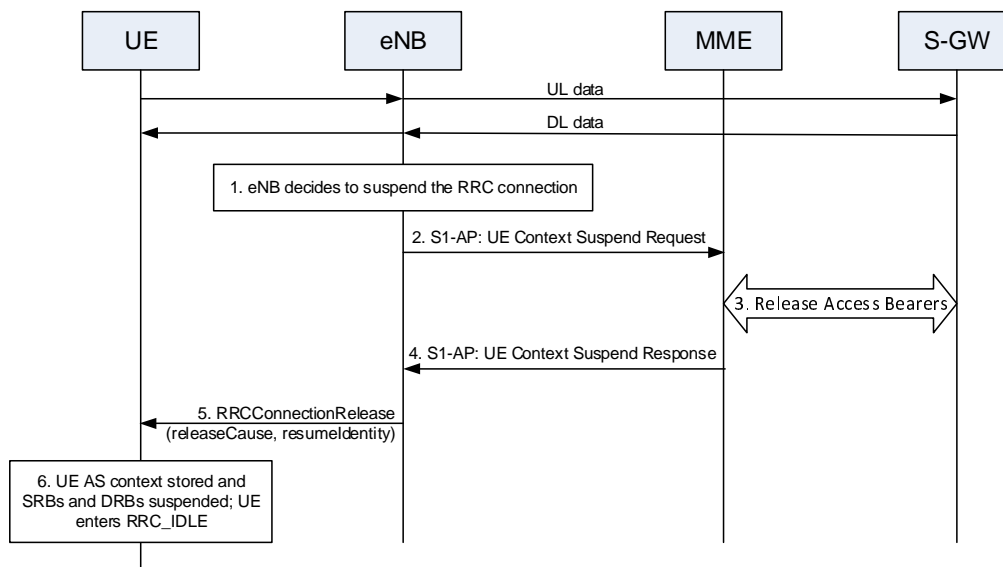 UE
eNB
MME
S-GW
UL data
DL data
1. eNB decides to suspend the RRC connection
2. S1-AP: UE Context Suspend Request
3. Release Access Bearers
4. S1-AP: UE Context Suspend Response
5. RRCConnectionRelease
(releaseCause, resumeIdentity)
6. UE AS context stored and
SRBs and DRBs suspended; UE
enters RRC_IDLE